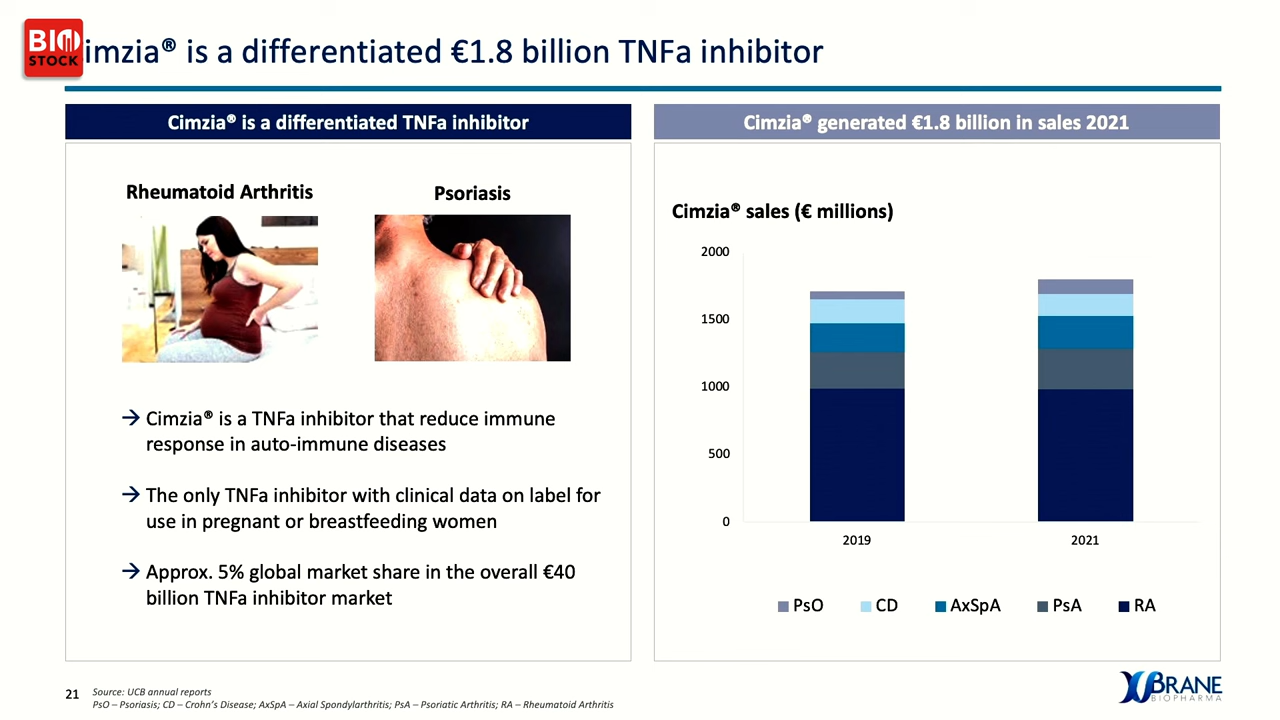 BIO
STOCK
imzia® is a differentiated €1.8 billion TNFa inhibitor
Cimzia® is a differentiated TNFa inhibitor
Rheumatoid Arthritis
Psoriasis
→ Cimzia® is a TNFa inhibitor that reduce immune
response in auto-immune diseases
→ The only TNFa inhibitor with clinical data on label for
use in pregnant or breastfeeding women
→ Approx. 5% global market share in the overall €40
billion TNFa inhibitor market
Cimzia® generated €1.8 billion in sales 2021
Cimzia® sales (€ millions)
2000
1500
1000
500
0
2019
2021
PsO CD AxSpA PsA RA
21
Source: UCB annual reports
PsO – Psoriasis; CD – Crohn's Disease; AxSpA – Axial Spondylarthritis; PsA – Psoriatic Arthritis; RA – Rheumatoid Arthritis
XBRANE
BIOPHARMA